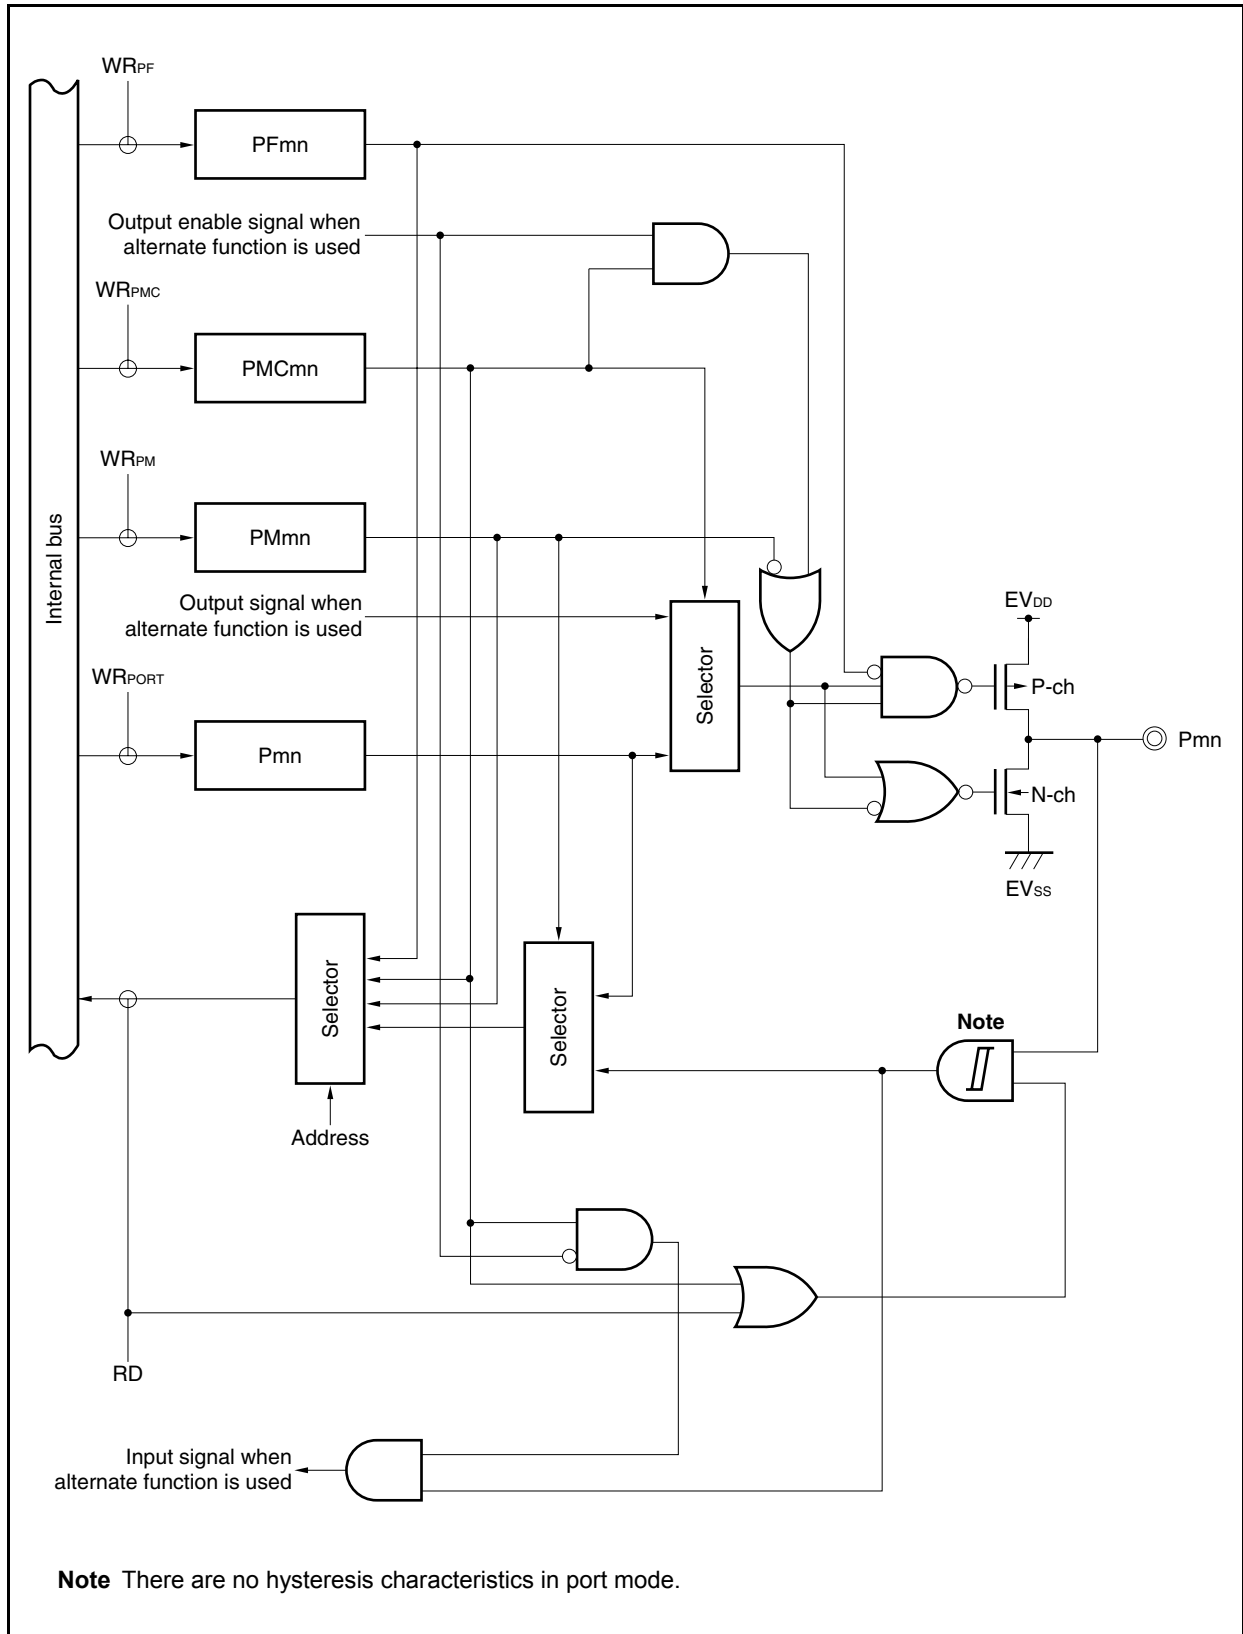 WRPF
PFmn
Output enable signal when
alternate function is used
WRPMC
PMCmn
WRPM
PMmn
Internal bus
Output signal when
alternate function is used
Selector
EVDD
P-ch
WRPORT
Pmn
Pmn
N-ch
EVSS
Selector
Selector
Note
Address
RD
Input signal when
alternate function is used
Note There are no hysteresis characteristics in port mode.